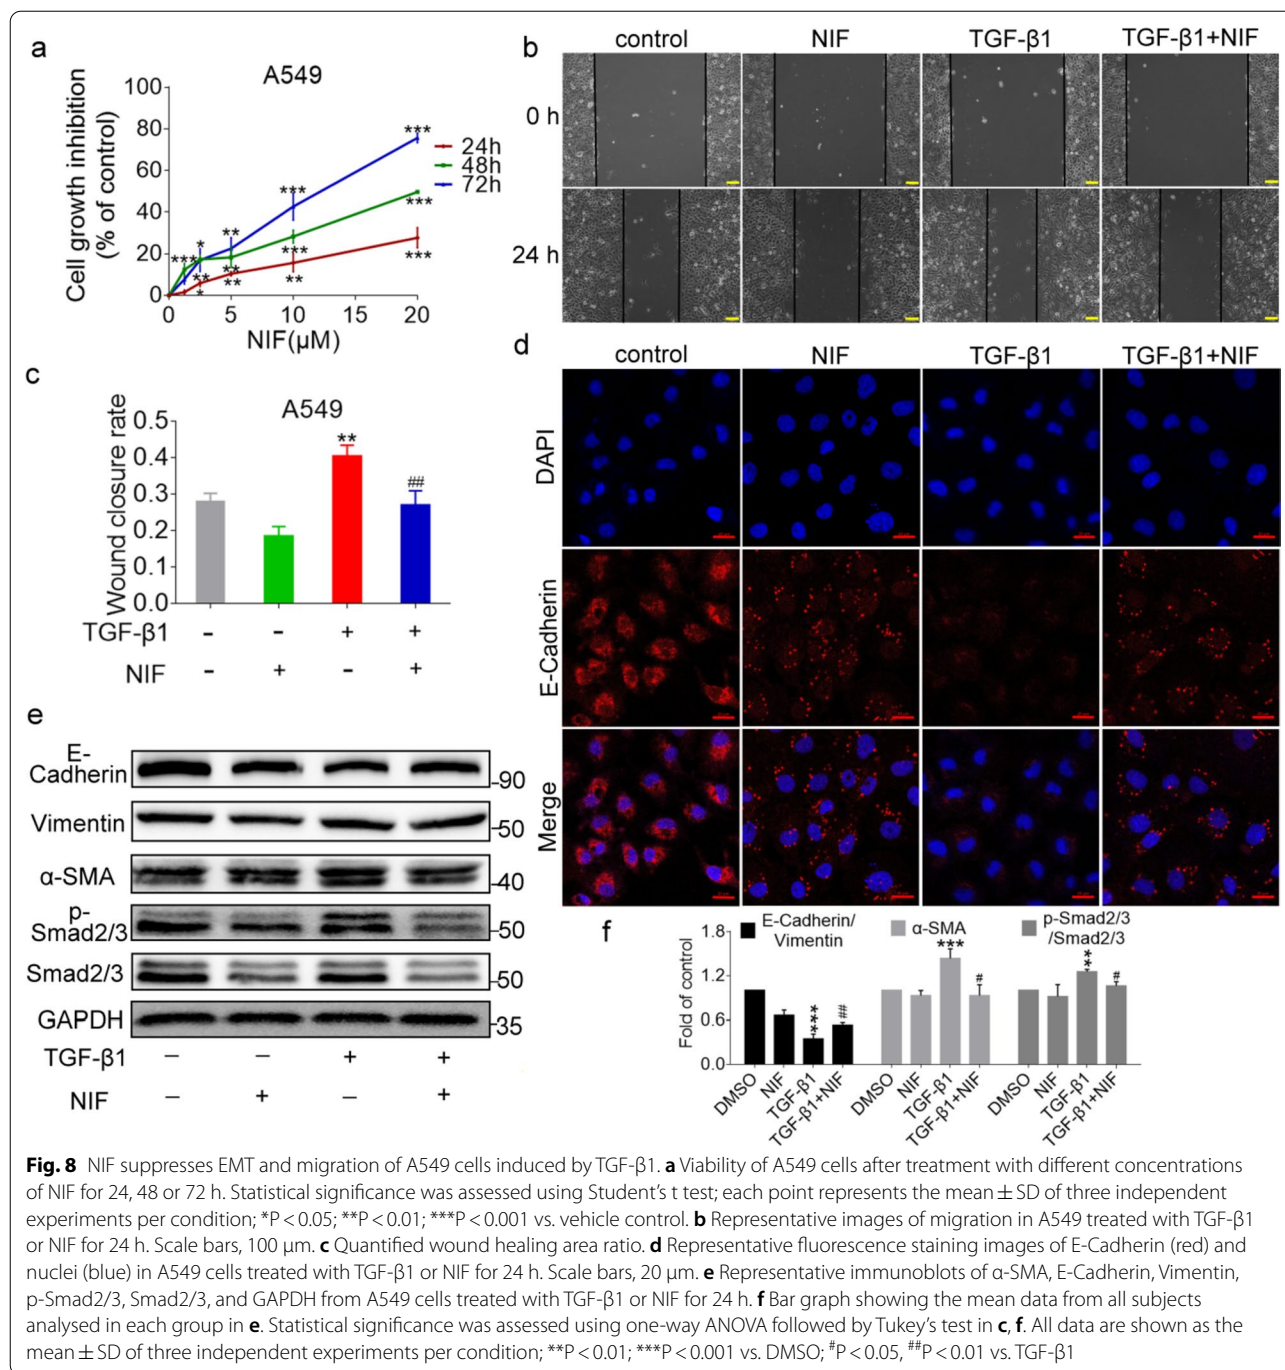 a
A549
Cell growth inhibition
(% of control)
100
80
60
40
20
0
***
*
**
**
*
**
**
**
***
***
**
***
***
***
24h
48h
72h
0 5 10 15 20
NIF(μM)
b
control NIF TGF-β1 TGF-β1+NIF
0 h
24 h
c
A549
Wound closure rate
0.5
0.4
0.3
0.2
0.1
0.0
**
##
TGF-β1 - - + +
NIF - + - +
d
control NIF TGF-β1 TGF-β1+NIF
DAPI
E-Cadherin
Merge
e
E-
Cadherin
-90
Vimentin
-50
α-SMA
-40
p-
Smad2/3
-50
Smad2/3
-50
GAPDH
-35
TGF-β1 − − + +
NIF − + − +
f
E-Cadherin/
Vimentin
α-SMA
p-Smad2/3
/Smad2/3
Fold of control
1.8
1.2
0.6
0.0
***
##
***
#
**
#
DMSO NIF TGF-β1 TGF-β1+NIF DMSO NIF TGF-β1 TGF-β1+NIF DMSO NIF TGF-β1 TGF-β1+NIF
Fig. 8 NIF suppresses EMT and migration of A549 cells induced by TGF-β1. a Viability of A549 cells after treatment with different concentrations
of NIF for 24, 48 or 72 h. Statistical significance was assessed using Student's t test; each point represents the mean ± SD of three independent
experiments per condition; *P < 0.05; **P < 0.01; ***P < 0.001 vs. vehicle control. b Representative images of migration in A549 treated with TGF-β1
or NIF for 24 h. Scale bars, 100 μm. c Quantified wound healing area ratio. d Representative fluorescence staining images of E-Cadherin (red) and
nuclei (blue) in A549 cells treated with TGF-β1 or NIF for 24 h. Scale bars, 20 μm. e Representative immunoblots of α-SMA, E-Cadherin, Vimentin,
p-Smad2/3, Smad2/3, and GAPDH from A549 cells treated with TGF-β1 or NIF for 24 h. f Bar graph showing the mean data from all subjects
analysed in each group in e. Statistical significance was assessed using one-way ANOVA followed by Tukey's test in c, f. All data are shown as the
mean ± SD of three independent experiments per condition; **P < 0.01; ***P < 0.001 vs. DMSO; #P < 0.05, ##P < 0.01 vs. TGF-β1